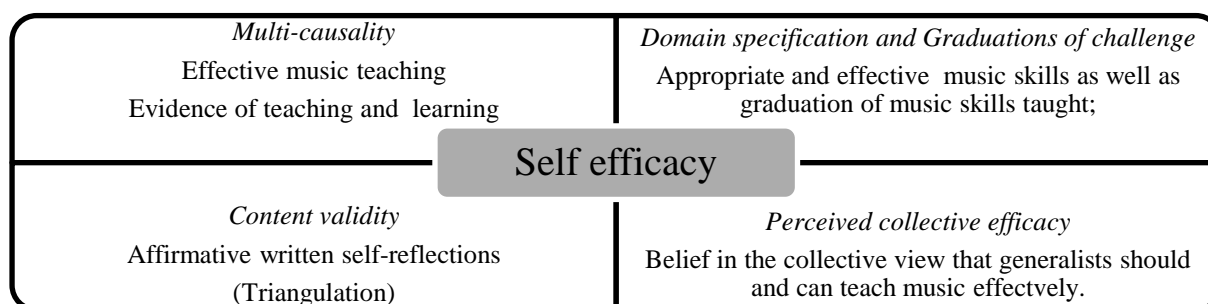 Multi-causality
Effective music teaching
Evidence of teaching and learning
Domain specification and Graduations of challenge
Appropriate and effective music skills as well as
graduation of music skills taught;
Self efficacy
Content validity
Affirmative written self-reflections
(Triangulation)
Perceived collective efficacy
Belief in the collective view that generalists should
and can teach music effectvely.